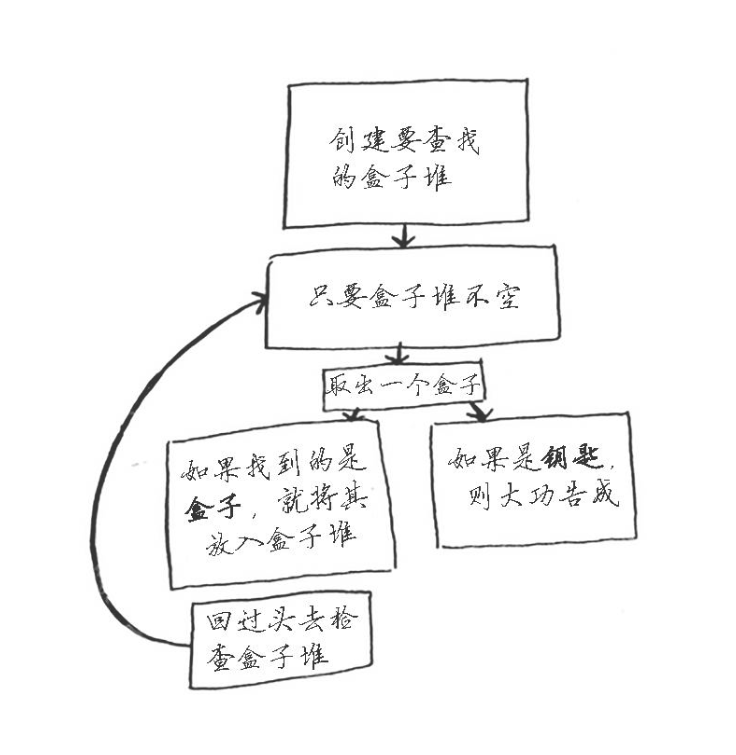 创建要查找
的盒子堆
只要盒子堆不空
取出一个盒子
如果找到的是
盒子，就将其
放入盒子堆
如果是钥匙，
则大功告成
回过头去检
查盒子堆